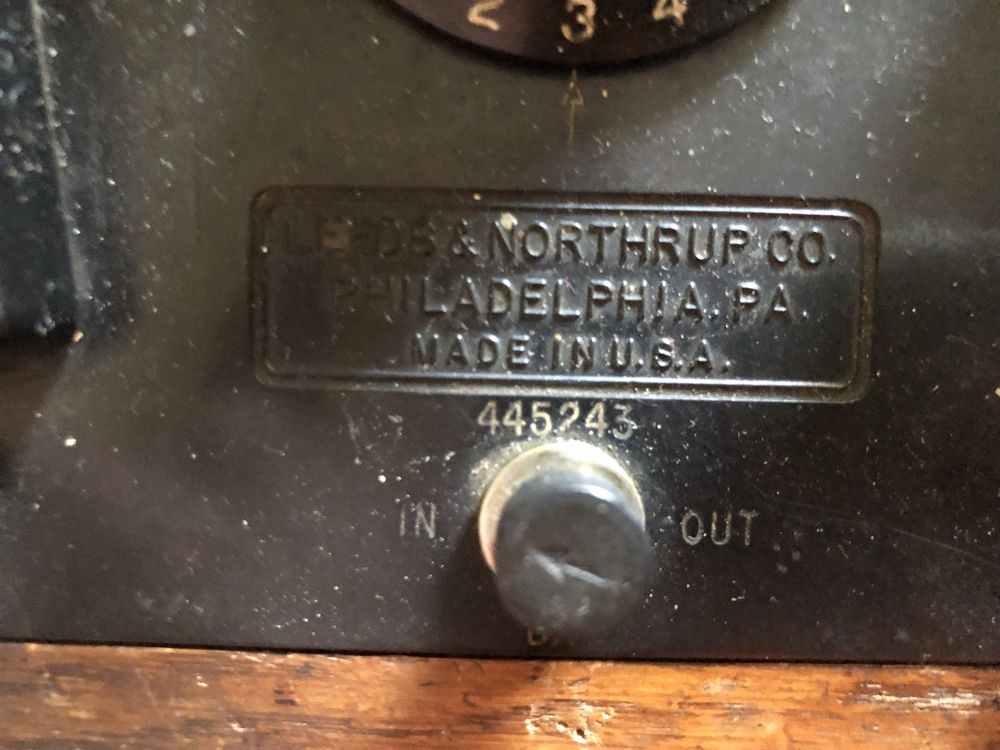 2 3 4
LEEDS & NORTHRUP CO.
PHILADELPHIA, PA.
MADE IN U.S.A.
445243
IN OUT